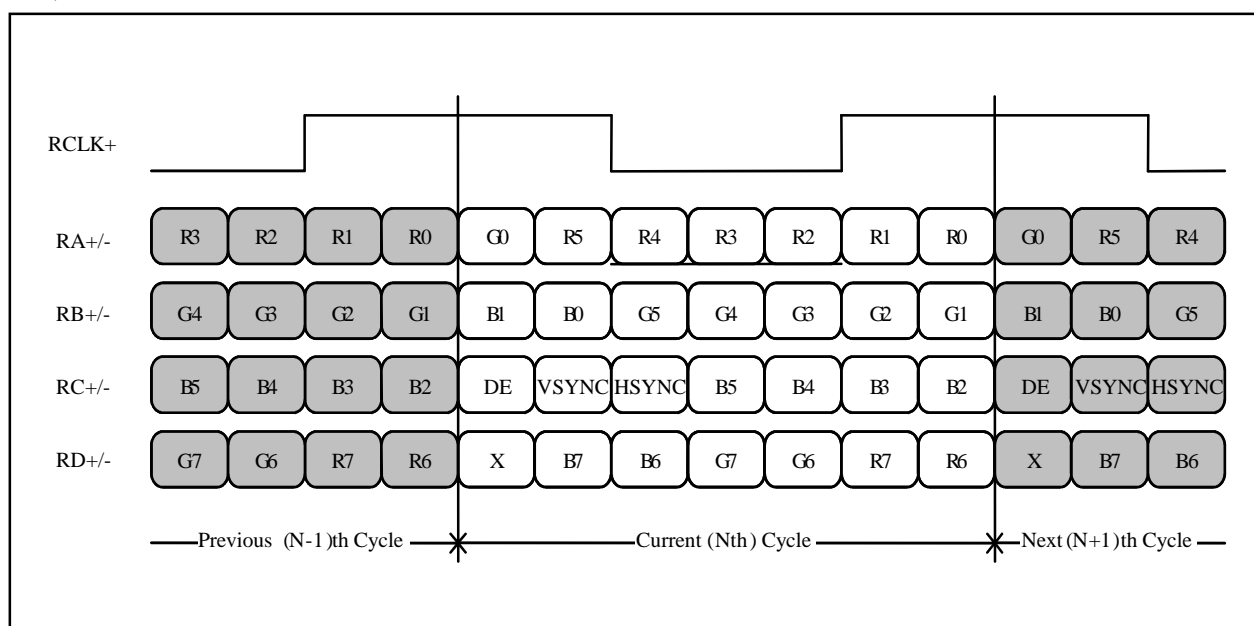 RCLK+
RA+/- R3 R2 R1 R0 G0 R5 R4 R3 R2 R1 R0 G0 R5 R4
RB+/- G4 G3 G2 G1 B1 B0 G5 G4 G3 G2 G1 B1 B0 G5
RC+/- B5 B4 B3 B2 DE VSYNC HSYNC B5 B4 B3 B2 DE VSYNC HSYNC
RD+/- G7 G6 R7 R6 X B7 B6 G7 G6 R7 R6 X B7 B6
Previous (N-1)th Cycle Current (Nth) Cycle Next (N+1)th Cycle